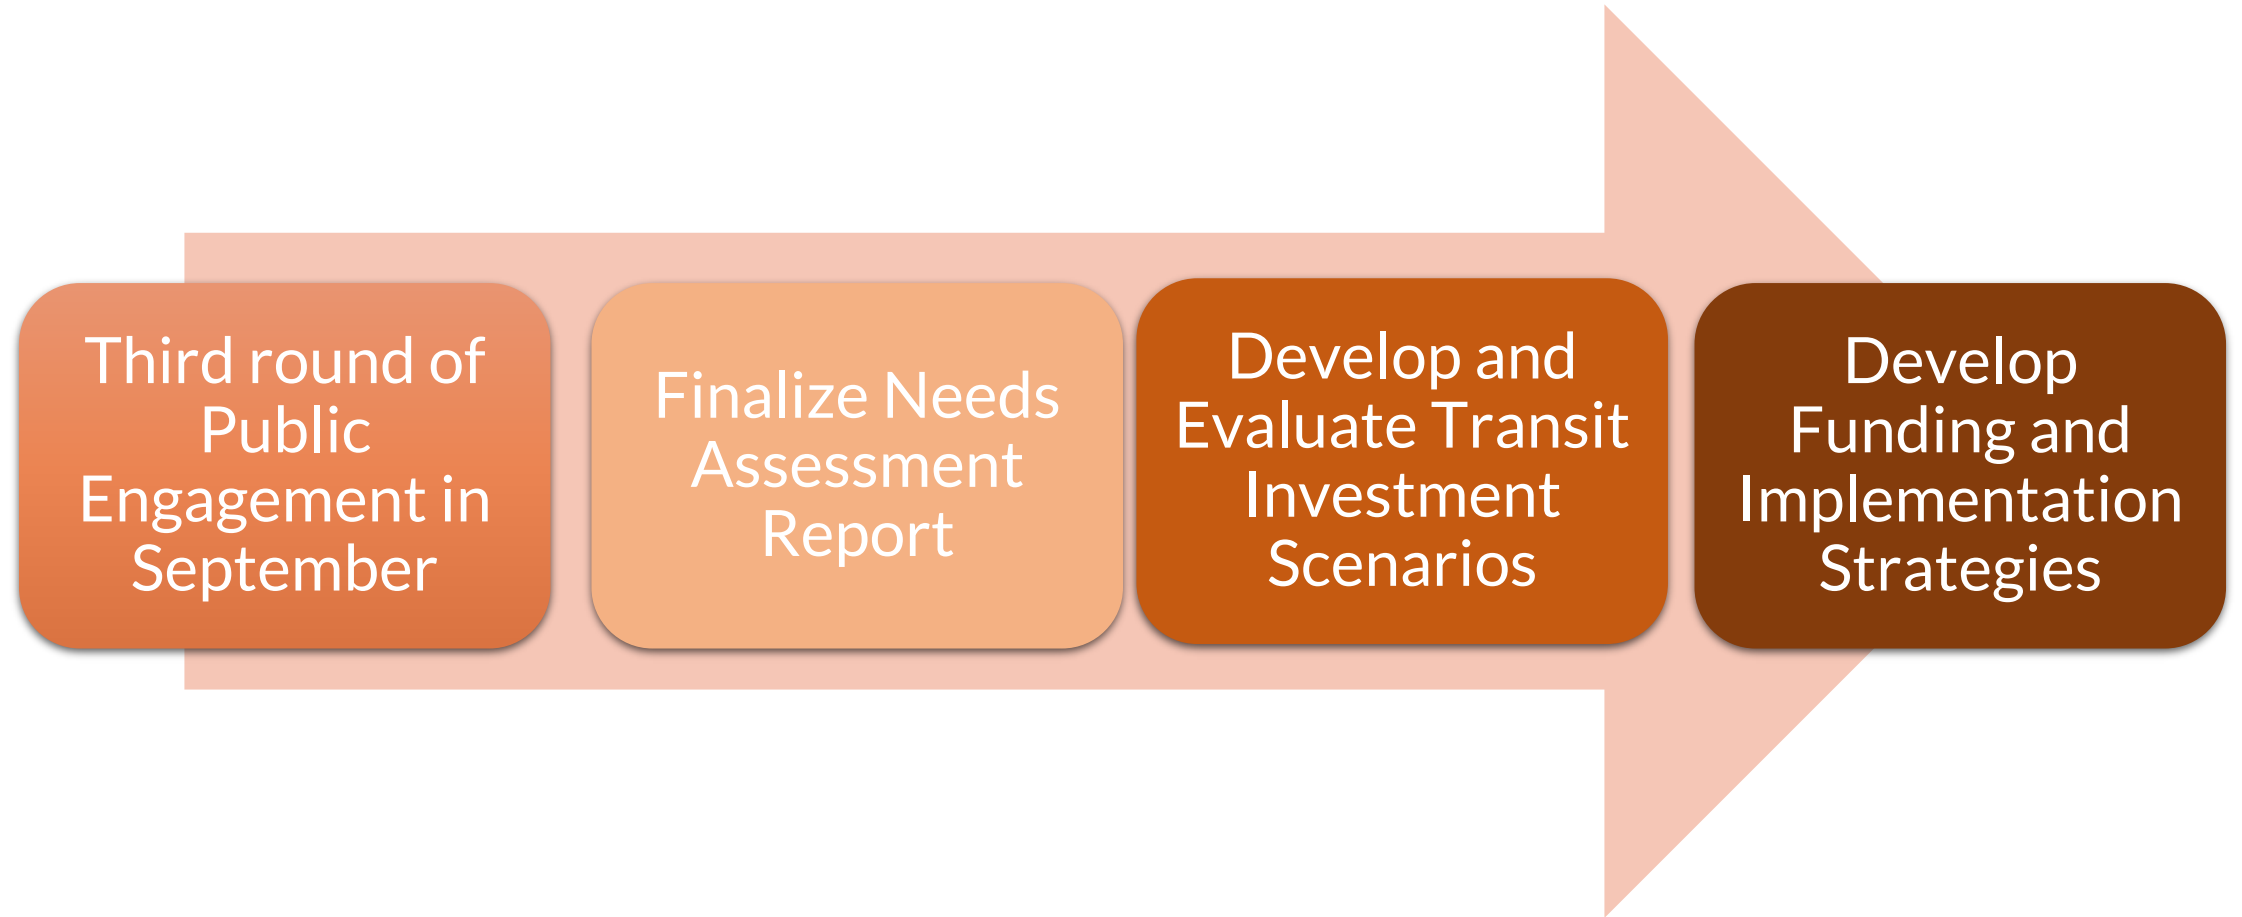 Third round of
Public
Engagement in
September
Finalize Needs
Assessment
Report
Develop and
Evaluate Transit
Investment
Scenarios
Develop
Funding and
Implementation
Strategies